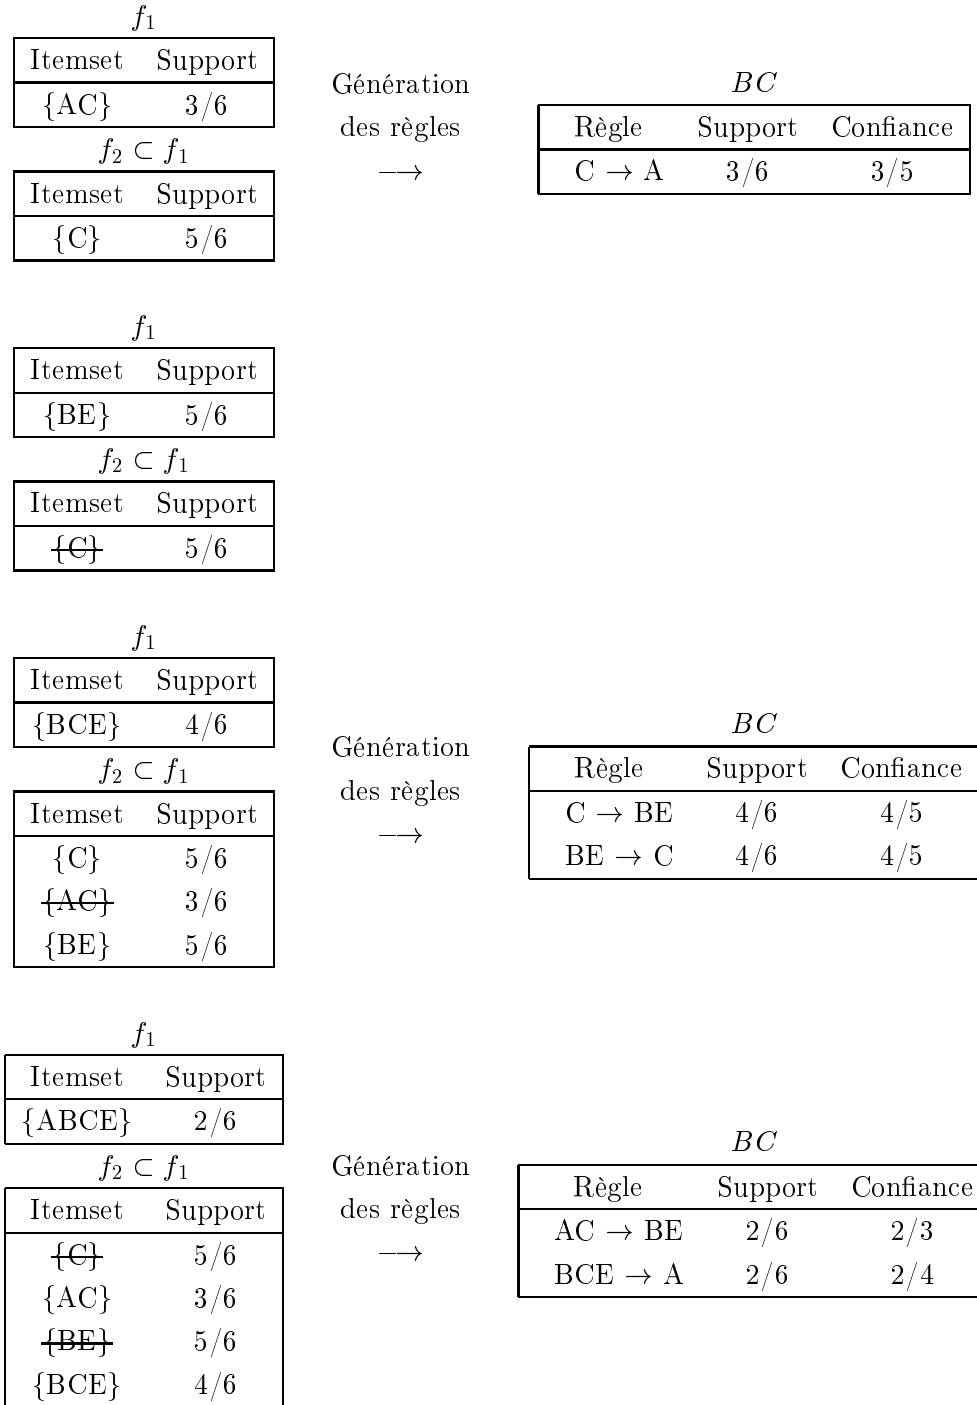 f1
Itemset Support
{AC} 3/6
f2 ⊂ f1
Itemset Support
{C} 5/6
Génération
des règles
⟶
BC
Règle Support Confiance
C → A 3/6 3/5
f1
Itemset Support
{BE} 5/6
f2 ⊂ f1
Itemset Support
{C} 5/6
f1
Itemset Support
{BCE} 4/6
f2 ⊂ f1
Itemset Support
{C} 5/6
{AC} 3/6
{BE} 5/6
Génération
des règles
⟶
BC
Règle Support Confiance
C → BE 4/6 4/5
BE → C 4/6 4/5
f1
Itemset Support
{ABCE} 2/6
f2 ⊂ f1
Itemset Support
{C} 5/6
{AC} 3/6
{BE} 5/6
{BCE} 4/6
Génération
des règles
⟶
BC
Règle Support Confiance
AC → BE 2/6 2/3
BCE → A 2/6 2/4